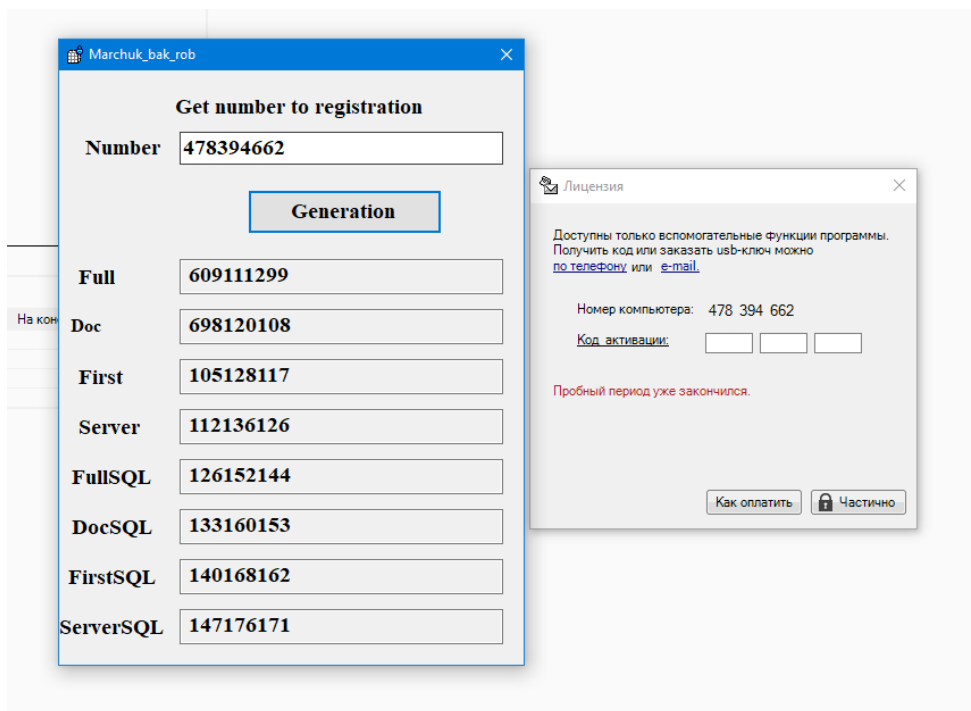 Marchuk_bak_rob
Get number to registration
Number 478394662
Generation
Full 609111299
Doc 698120108
First 105128117
Server 112136126
FullSQL 126152144
DocSQL 133160153
FirstSQL 140168162
ServerSQL 147176171
На кон
Лицензия
Доступны только вспомогательные функции программы.
Получить код или заказать usb-ключ можно
по телефону или e-mail.
Номер компьютера: 478 394 662
Код активации:
Пробный период уже закончился.
Как оплатить
Частично